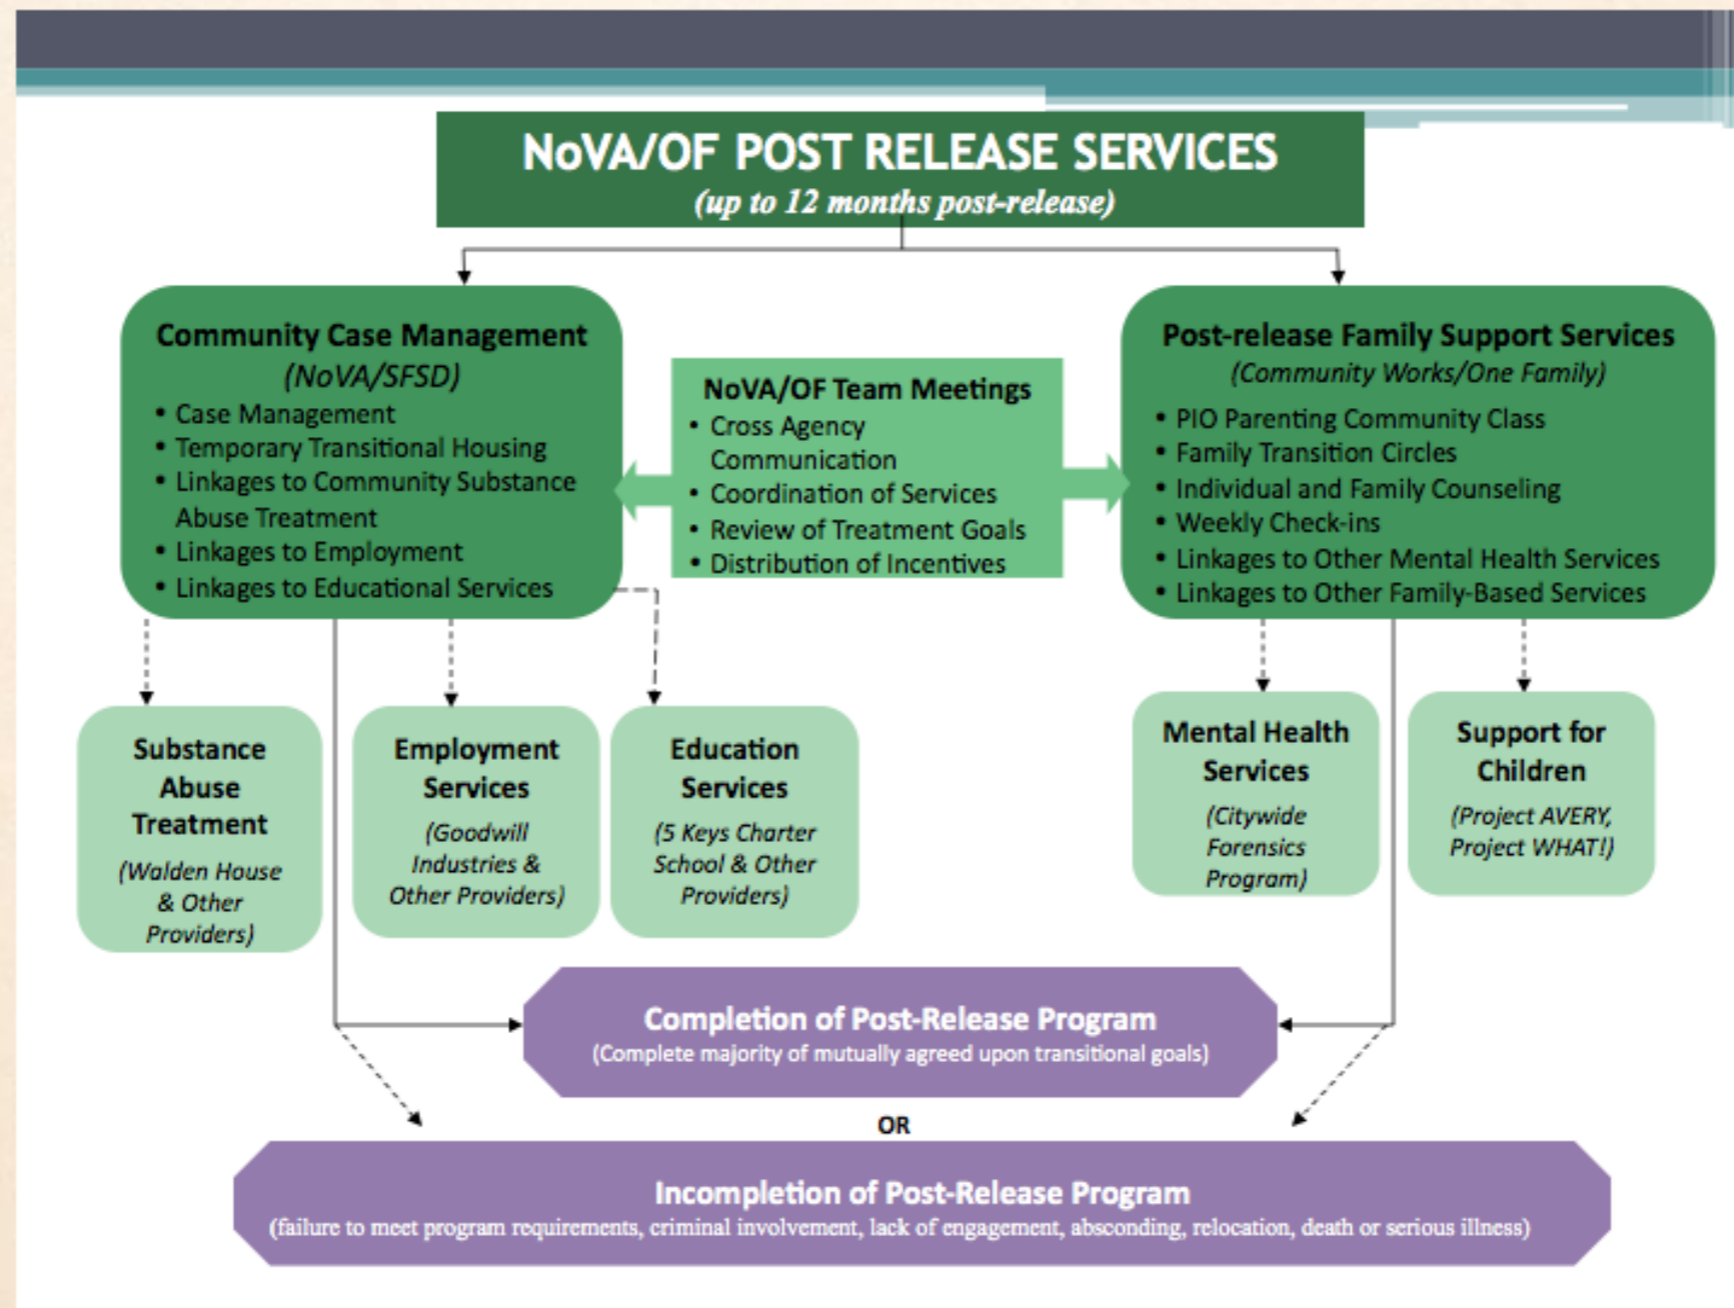 NoVA/OF POST RELEASE SERVICES
(up to 12 months post-release)
Community Case Management
(NoVA/SFSD)
• Case Management
• Temporary Transitional Housing
• Linkages to Community Substance
Abuse Treatment
• Linkages to Employment
• Linkages to Educational Services
NoVA/OF Team Meetings
• Cross Agency
Communication
• Coordination of Services
• Review of Treatment Goals
• Distribution of Incentives
Post-release Family Support Services
(Community Works/One Family)
• PIO Parenting Community Class
• Family Transition Circles
• Individual and Family Counseling
• Weekly Check-ins
• Linkages to Other Mental Health Services
• Linkages to Other Family-Based Services
Substance
Abuse
Treatment
(Walden House
& Other
Providers)
Employment
Services
(Goodwill
Industries &
Other Providers)
Education
Services
(5 Keys Charter
School & Other
Providers)
Mental Health
Services
(Citywide
Forensics
Program)
Support for
Children
(Project AVERY,
Project WHAT!)
Completion of Post-Release Program
(Complete majority of mutually agreed upon transitional goals)
OR
Incompletion of Post-Release Program
(failure to meet program requirements, criminal involvement, lack of engagement, absconding, relocation, death or serious illness)